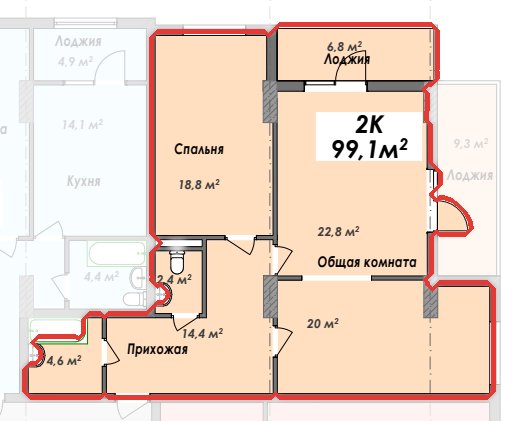 Лоджия
4,9 м²
6,8 м²
Лоджия
14,1 м²
Кухня
Спальня
18,8 м²
2К
99,1м²
9,3 м²
Лоджия
22,8 м²
Общая комната
4,4 м²
2,4 м²
14,4 м²
Прихожая
20 м²
4,6 м²